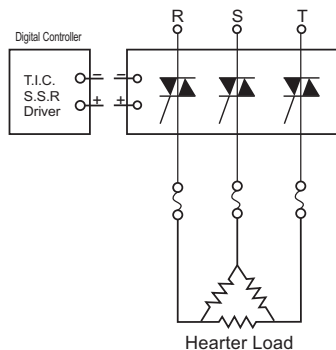 R S T
Digital Controller
T.I.C.
S.S.R
Driver
− −
+ +
Hearter Load